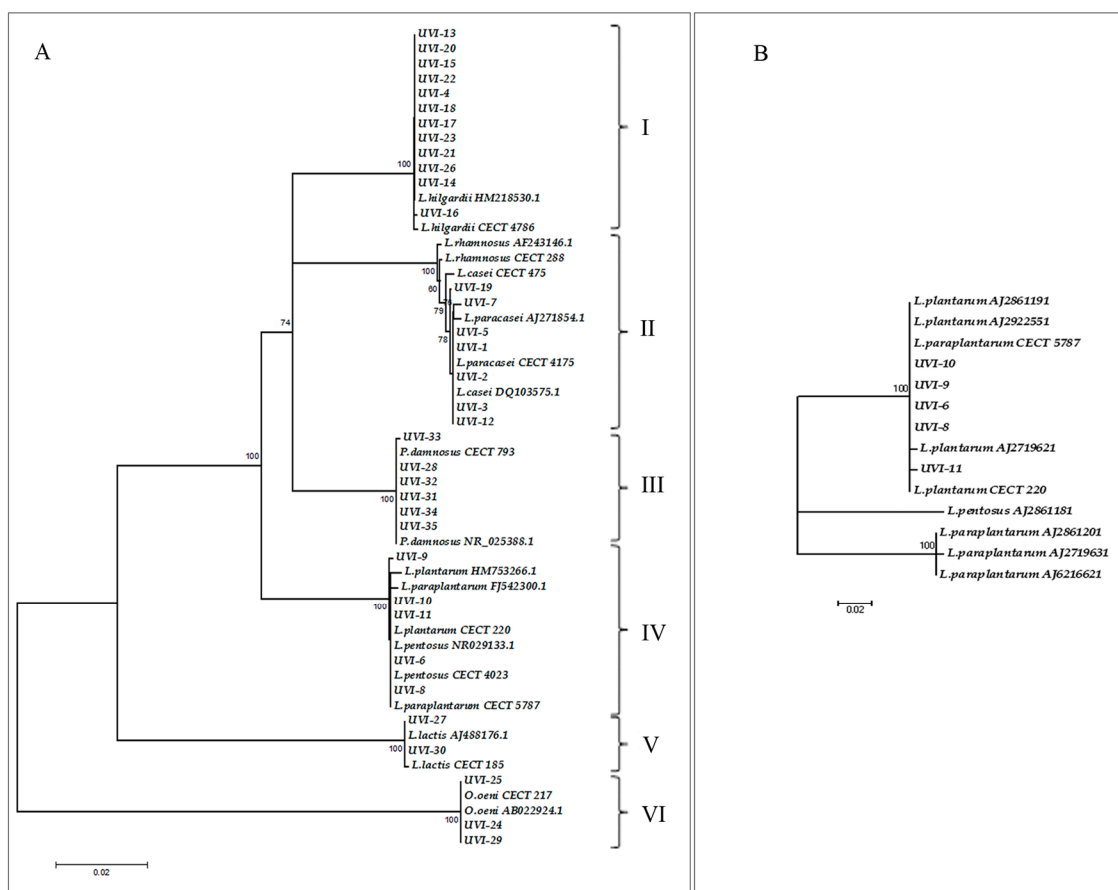 A
UVI-13
UVI-20
UVI-15
UVI-22
UVI-4
UVI-18
UVI-17
UVI-23
UVI-21
UVI-26
UVI-14
100
L.hilgardii HM218530.1
UVI-16
L.hilgardii CECT 4786
I
L.rhamnosus AF243146.1
L.rhamnosus CECT 288
100
L.casei CECT 475
60
UVI-19
UVI-7
79
L.paracasei AJ271854.1
UVI-5
78
UVI-1
L.paracasei CECT 4175
UVI-2
L.casei DQ103575.1
UVI-3
UVI-12
II
74
UVI-33
P.damnosus CECT 793
UVI-28
UVI-32
UVI-31
UVI-34
100
UVI-35
P.damnosus NR_025388.1
III
100
UVI-9
L.plantarum HM753266.1
L.paraplantarum FJ542300.1
UVI-10
100
UVI-11
L.plantarum CECT 220
L.pentosus NR029133.1
UVI-6
L.pentosus CECT 4023
UVI-8
L.paraplantarum CECT 5787
IV
UVI-27
L.lactis AJ488176.1
100
UVI-30
L.lactis CECT 185
V
UVI-25
O.oeni CECT 217
O.oeni AB022924.1
100
UVI-24
UVI-29
VI
0.02
B
L.plantarum AJ2861191
L.plantarum AJ2922551
L.paraplantarum CECT 5787
UVI-10
100
UVI-9
UVI-6
UVI-8
L.plantarum AJ2719621
UVI-11
L.plantarum CECT 220
L.pentosus AJ2861181
L.paraplantarum AJ2861201
100
L.paraplantarum AJ2719631
L.paraplantarum AJ6216621
0.02